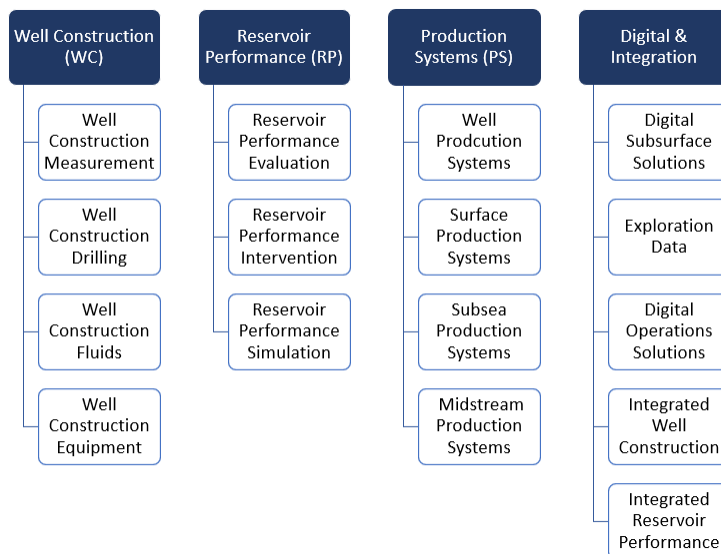 Well Construction
(WC)
Well
Construction
Measurement
Well
Construction
Drilling
Well
Construction
Fluids
Well
Construction
Equipment
Reservoir
Performance (RP)
Reservoir
Performance
Evaluation
Reservoir
Performance
Intervention
Reservoir
Performance
Simulation
Production
Systems (PS)
Well
Prodcution
Systems
Surface
Production
Systems
Subsea
Production
Systems
Midstream
Production
Systems
Digital &
Integration
Digital
Subsurface
Solutions
Exploration
Data
Digital
Operations
Solutions
Integrated
Well
Construction
Integrated
Reservoir
Performance